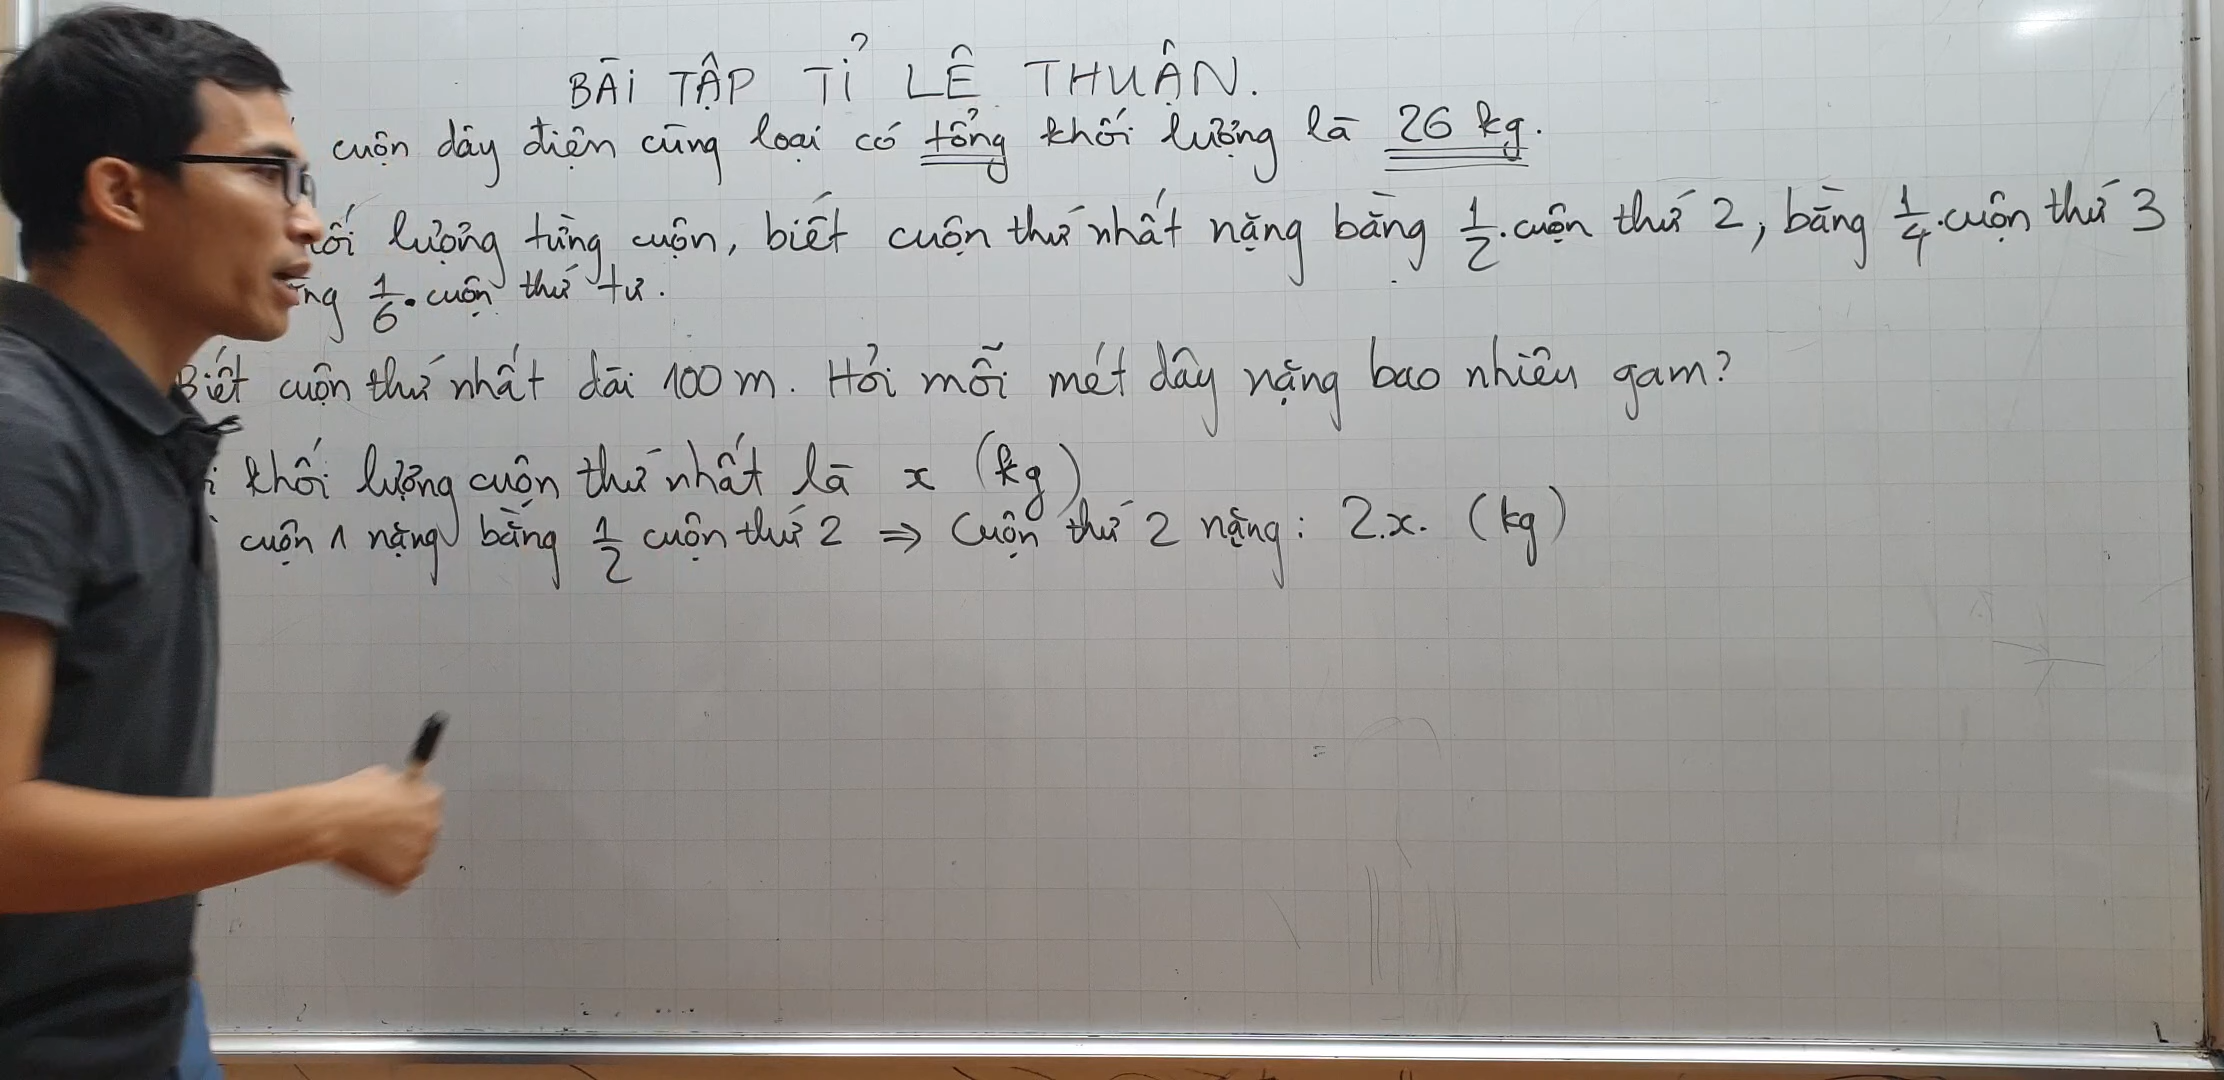 BÀI TẬP TỈ LỆ THUẬN.
cuộn dây điện cùng loại có tổng khối lượng là 26 kg.
lượng từng cuộn, biết cuộn thứ nhất nặng bằng 1/2. cuộn thứ 2, bằng 1/4. cuộn thứ 3
1/6. cuộn thứ tư.
Biết cuộn thứ nhất dài 100 m. Hỏi mỗi mét dây nặng bao nhiêu gam?
khối lượng cuộn thứ nhất là x (kg)
cuộn 1 nặng bằng 1/2 cuộn thứ 2 ⇒ Cuộn thứ 2 nặng: 2.x. (kg)